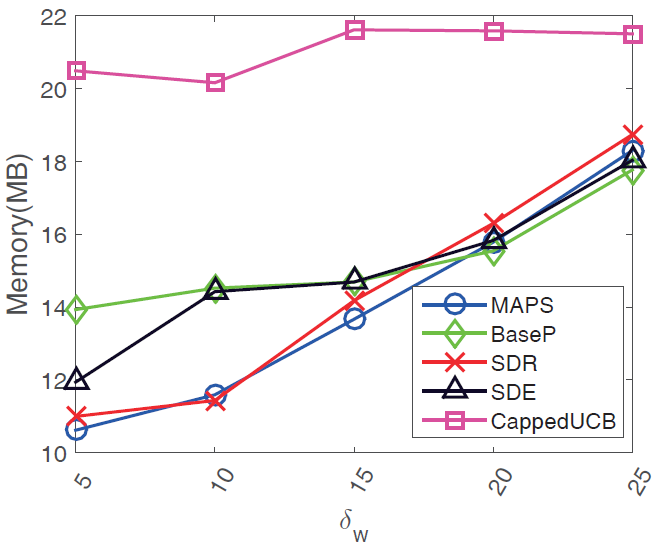 22
20
18
16
14
12
10
Memory(MB)
5
10
15
20
25
δw
MAPS
BaseP
SDR
SDE
CappedUCB